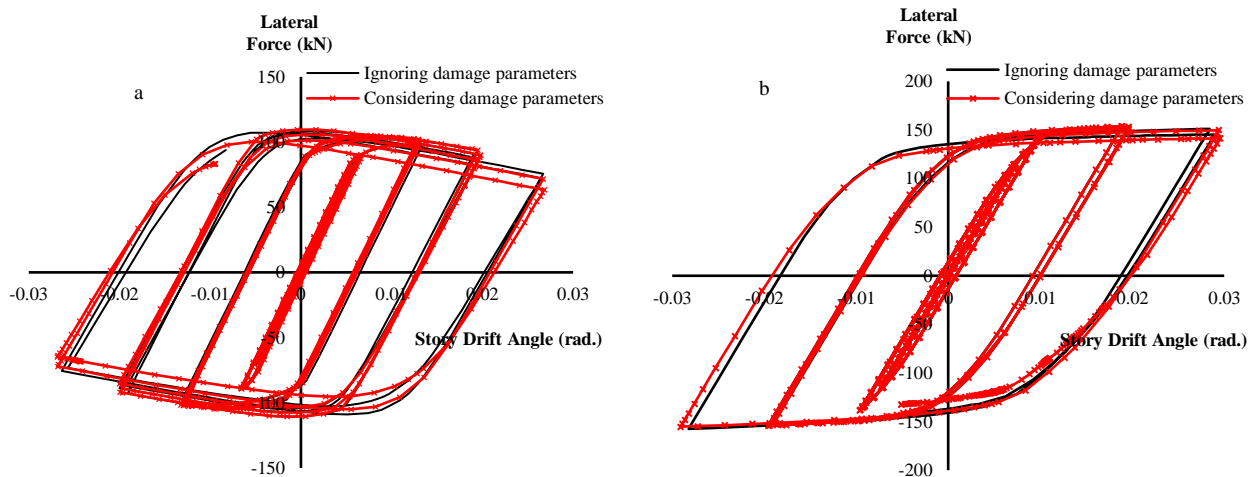 Lateral
Force (kN)
150
Ignoring damage parameters
Considering damage parameters
a
100
50
0
-0.03 -0.02 -0.01 0 0.01 0.02 0.03
-50
Story Drift Angle (rad.)
-100
-150
Lateral
Force (kN)
200
Ignoring damage parameters
Considering damage parameters
b
150
100
50
0
-0.03 -0.02 -0.01 0 0.01 0.02 0.03
-50
Story Drift Angle (rad.)
-100
-150
-200